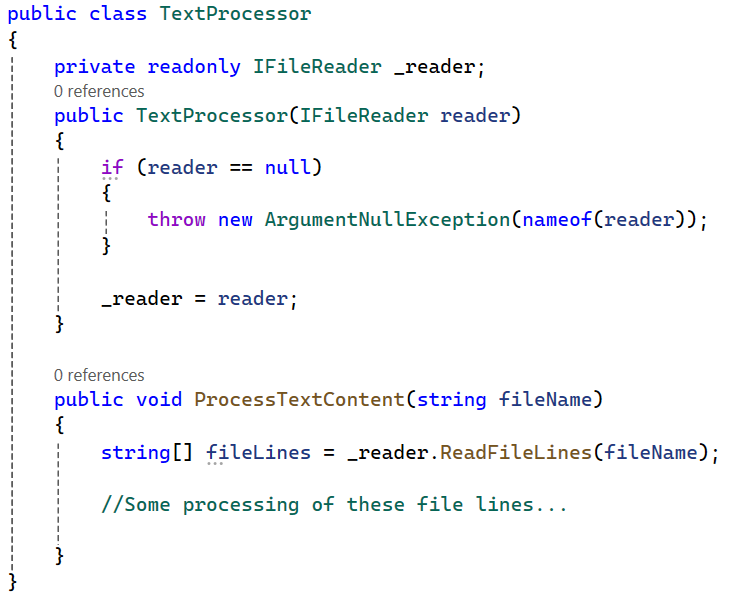 public class TextProcessor
{
private readonly IFileReader _reader;
0 references
public TextProcessor(IFileReader reader)
{
if (reader == null)
{
throw new ArgumentNullException(nameof(reader));
}
_reader = reader;
}
0 references
public void ProcessTextContent(string fileName)
{
string[] fileLines = _reader.ReadFileLines(fileName);
//Some processing of these file lines...
}
}